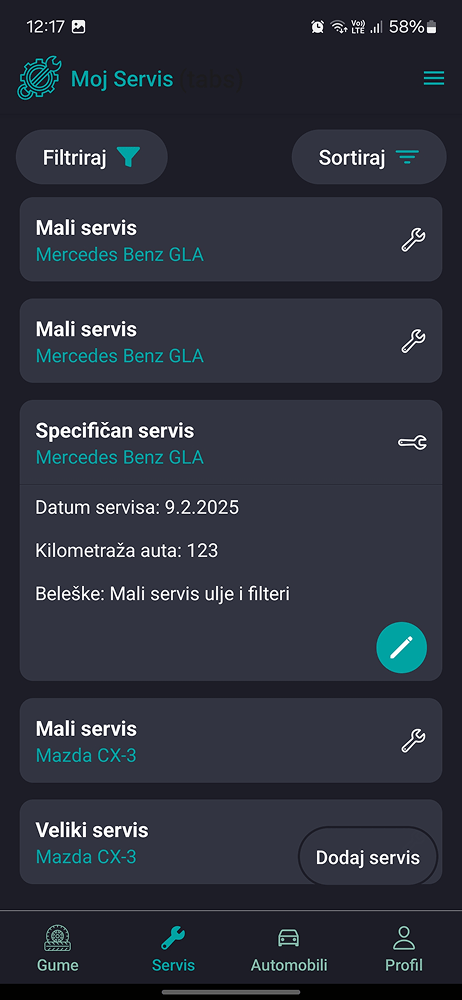 12:17
Vo))
LTE
58%
Moj Servis
Filtriraj
Sortiraj
Mali servis
Mercedes Benz GLA
Mali servis
Mercedes Benz GLA
Specifičan servis
Mercedes Benz GLA
Datum servisa: 9.2.2025
Kilometraža auta: 123
Beleške: Mali servis ulje i filteri
Mali servis
Mazda CX-3
Veliki servis
Mazda CX-3
Dodaj servis
Gume
Servis
Automobili
Profil